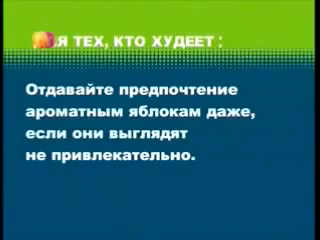 Я ТЕХ, КТО ХУДЕЕТ :
Отдавайте предпочтение
ароматным яблокам даже,
если они выглядят
не привлекательно.